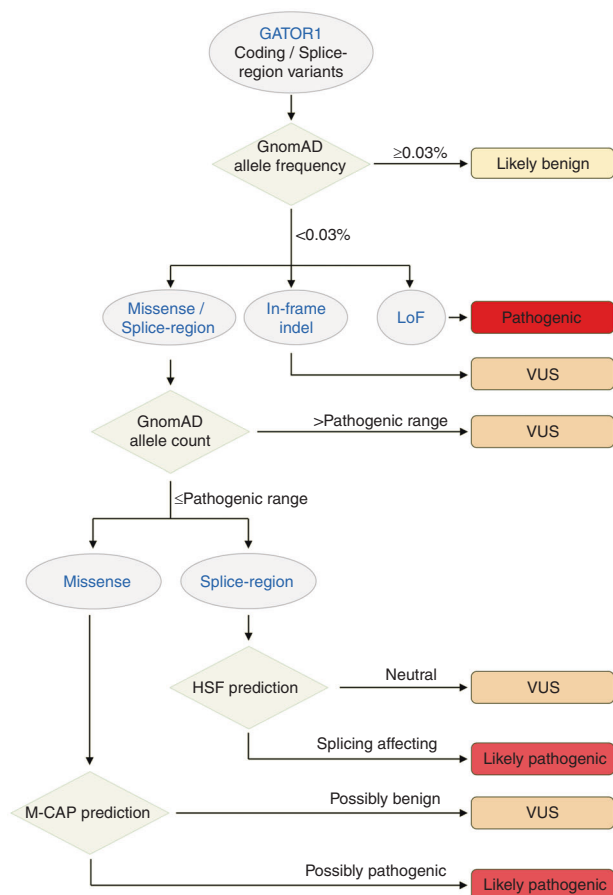 GATOR1
Coding / Splice-
region variants
GnomAD
allele frequency
≥0.03%
Likely benign
<0.03%
Missense /
Splice-region
In-frame
indel
LoF
Pathogenic
VUS
GnomAD
allele count
>Pathogenic range
VUS
≤Pathogenic range
Missense
Splice-region
HSF prediction
Neutral
VUS
Splicing affecting
Likely pathogenic
M-CAP prediction
Possibly benign
VUS
Possibly pathogenic
Likely pathogenic